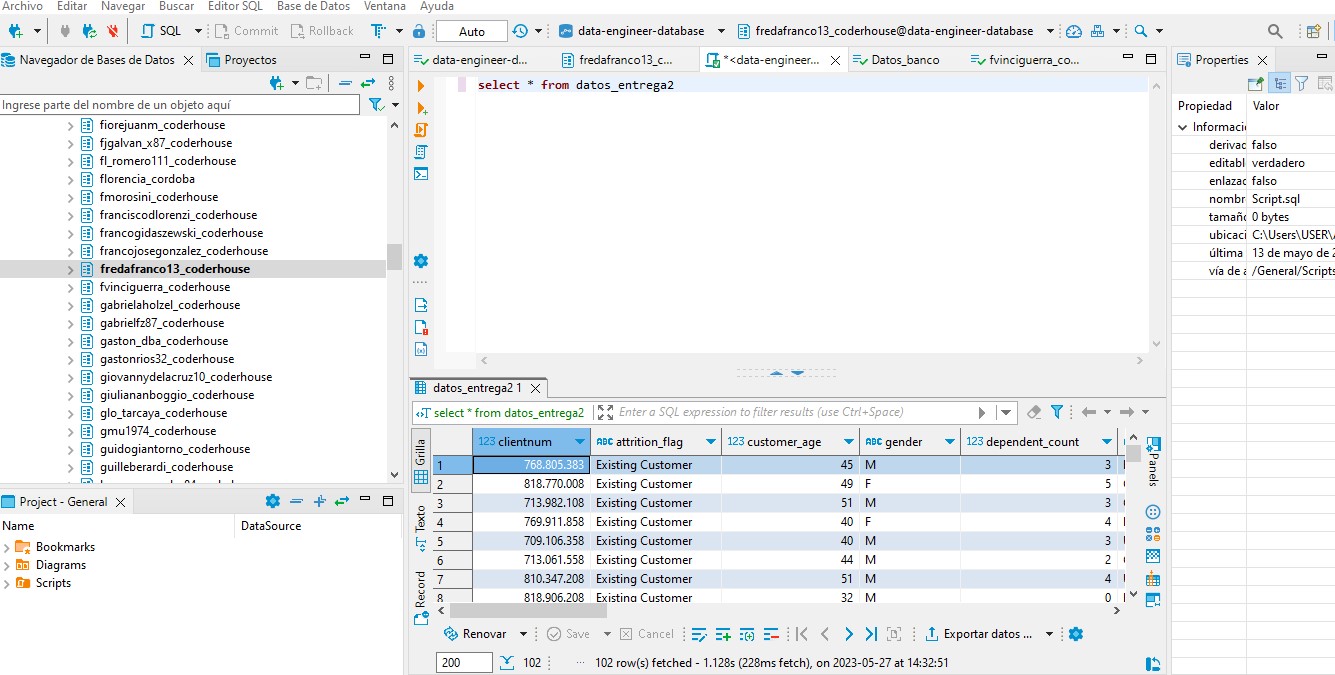 Archivo Editar Navegar Buscar Editor SQL Base de Datos Ventana Ayuda
SQL Commit Rollback Auto data-engineer-database fredafranco13_coderhouse@data-engineer-database
Navegador de Bases de Datos Proyectos
Ingrese parte del nombre de un objeto aquí
fiorejuanm_coderhouse
fjgalvan_x87_coderhouse
fl_romero111_coderhouse
florencia_cordoba
fmorosini_coderhouse
franciscodlorenzi_coderhouse
francogidaszewski_coderhouse
francojosegonzalez_coderhouse
fredafranco13_coderhouse
fvinciguerra_coderhouse
gabrielaholzel_coderhouse
gabrielfz87_coderhouse
gaston_dba_coderhouse
gastonrios32_coderhouse
giovannydelacruz10_coderhouse
giuliananboggio_coderhouse
glo_tarcaya_coderhouse
gmu1974_coderhouse
guidogiantorno_coderhouse
guilleberardi_coderhouse
Project - General
Name DataSource
Bookmarks
Diagrams
Scripts
data-engineer-d... fredafranco13_c... *<data-engineer... Datos_banco fvinciguerra_co...
select * from datos_entrega2
datos_entrega2 1
select * from datos_entrega2 Enter a SQL expression to filter results (use Ctrl+Space)
Grilla
Texto
Record
123 clientnum ABC attrition_flag 123 customer_age ABC gender 123 dependent_count
1 768.805.383 Existing Customer 45 M 3
2 818.770.008 Existing Customer 49 F 5
3 713.982.108 Existing Customer 51 M 3
4 769.911.858 Existing Customer 40 F 4
5 709.106.358 Existing Customer 40 M 3
6 713.061.558 Existing Customer 44 M 2
7 810.347.208 Existing Customer 51 M 4
8 818.906.208 Existing Customer 32 M 0
Panels
Renovar Save Cancel Exportar datos ...
200 102 ... 102 row(s) fetched - 1.128s (228ms fetch), on 2023-05-27 at 14:32:51
Properties
Propiedad Valor
Informaci
derivad falso
editabl verdadero
enlazad falso
nombr Script.sql
tamaño 0 bytes
ubicaci C:\Users\USER\
última 13 de mayo de 2
vía de a /General/Scripts